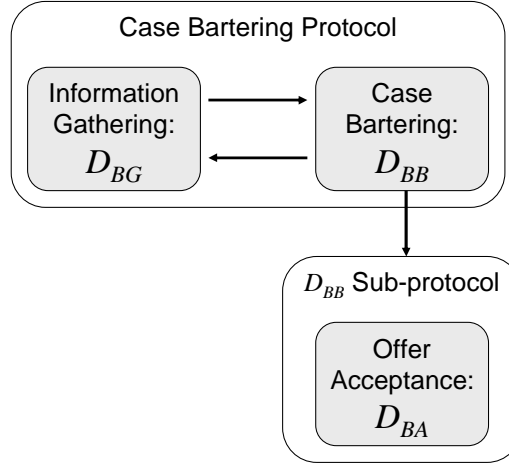 Case Bartering Protocol
Information
Gathering:
D_BG
Case
Bartering:
D_BB
D_BB Sub-protocol
Offer
Acceptance:
D_BA